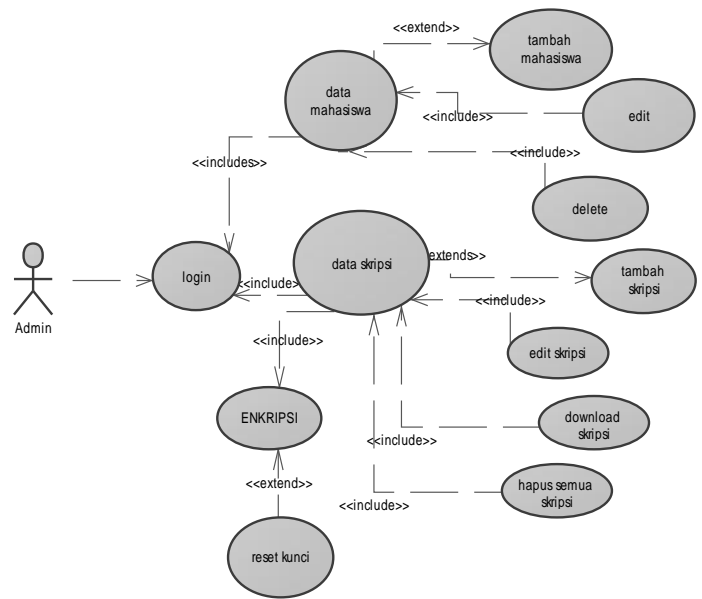 <<extend>>
tambah
mahasiswa
data
mahasiswa
<<include>>
edit
<<include>>
<<includes>>
delete
data skripsi
extends>>
tambah
skripsi
login
<<include>
<<include>>
Admin
<<include>>
edit skripsi
ENKRIPSI
download
skripsi
<<include>>
<<extend>>
hapus semua
skripsi
<<include>>
reset kunci